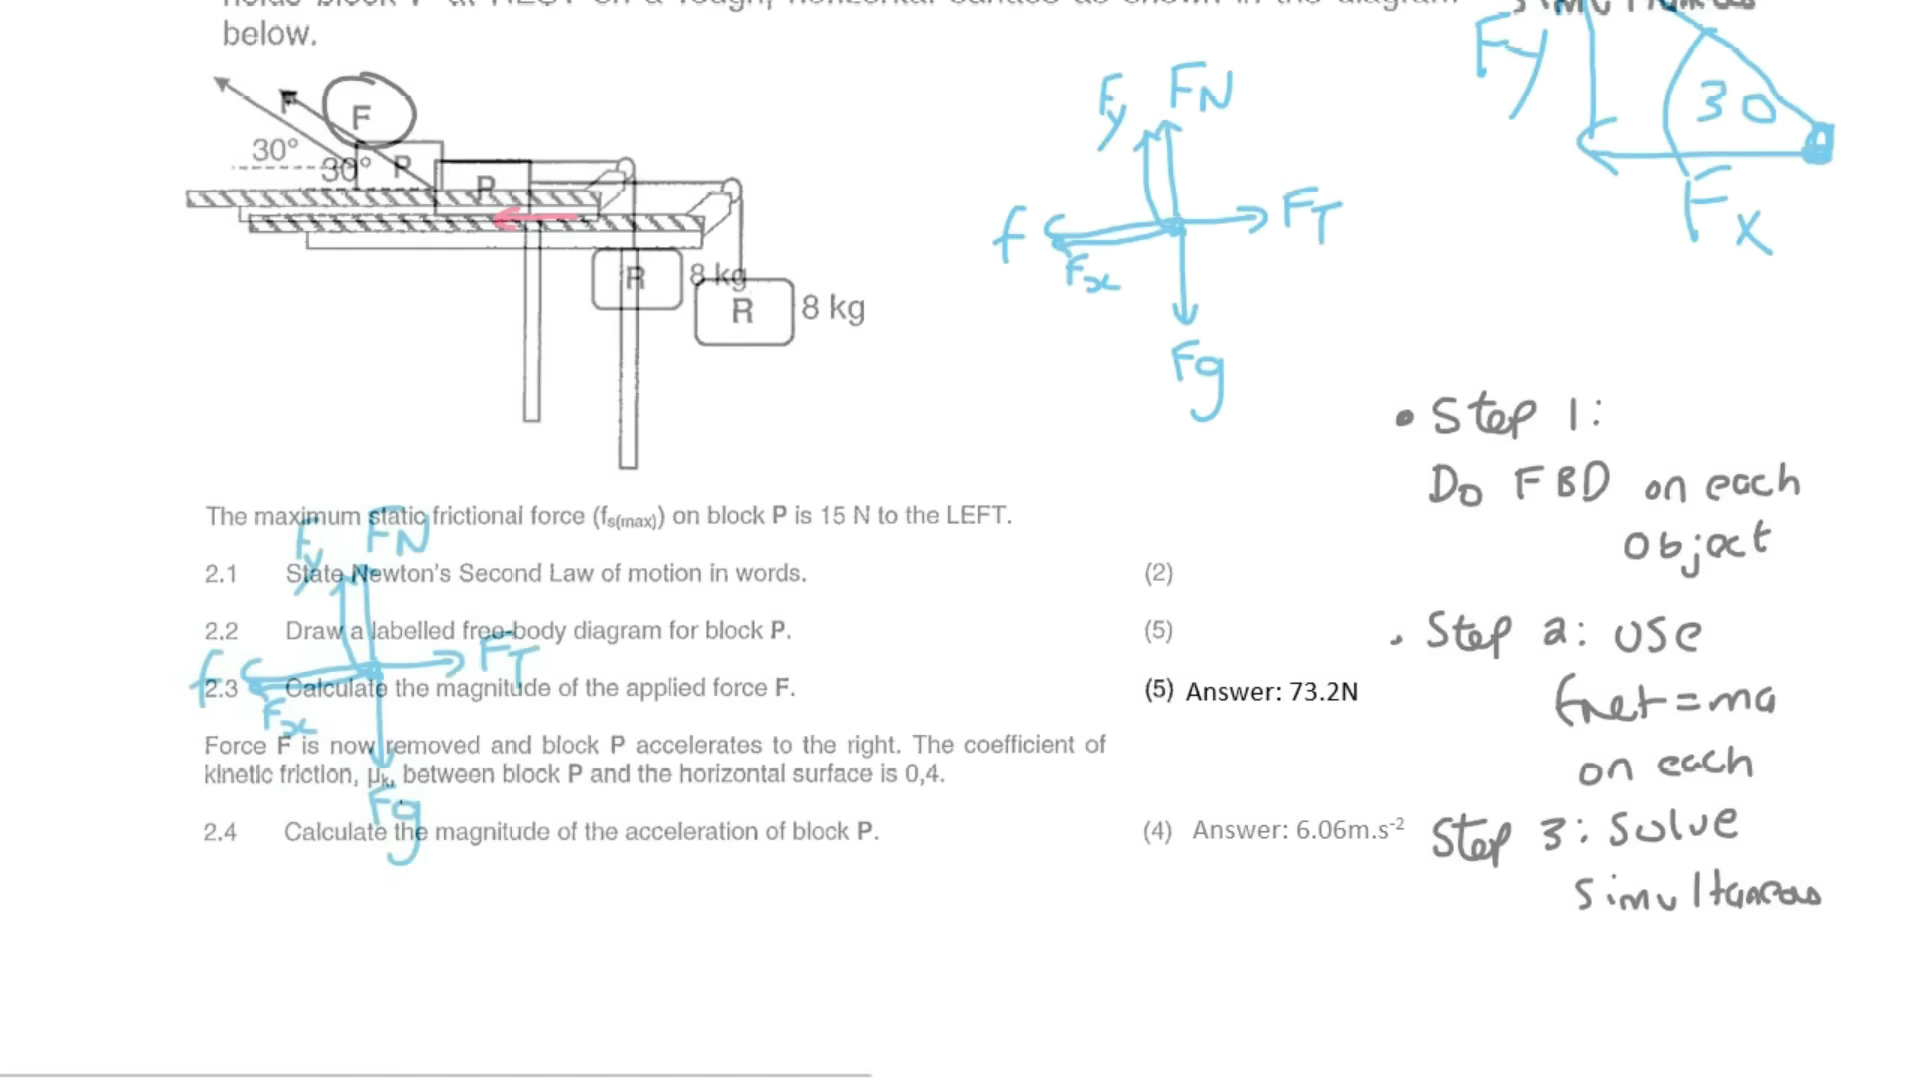 below.
F
F
30°
30°
P
P
R
8 kg
R
8 kg
Fy
FN
f
Fx
FT
Fg
Fy
30
Fx
• Step 1:
Do FBD on each
Object
. Step 2: USe
Fnet = ma
on each
Step 3: Solve
Simultaneous
The maximum static frictional force (fs(max)) on block P is 15 N to the LEFT.
Fy
FN
2.1 State Newton's Second Law of motion in words. (2)
2.2 Draw a labelled free-body diagram for block P. (5)
f
FT
2.3 Calculate the magnitude of the applied force F. (5) Answer: 73.2N
Fx
Force F is now removed and block P accelerates to the right. The coefficient of
kinetic friction, μk, between block P and the horizontal surface is 0,4.
Fg
2.4 Calculate the magnitude of the acceleration of block P. (4) Answer: 6.06m.s⁻²